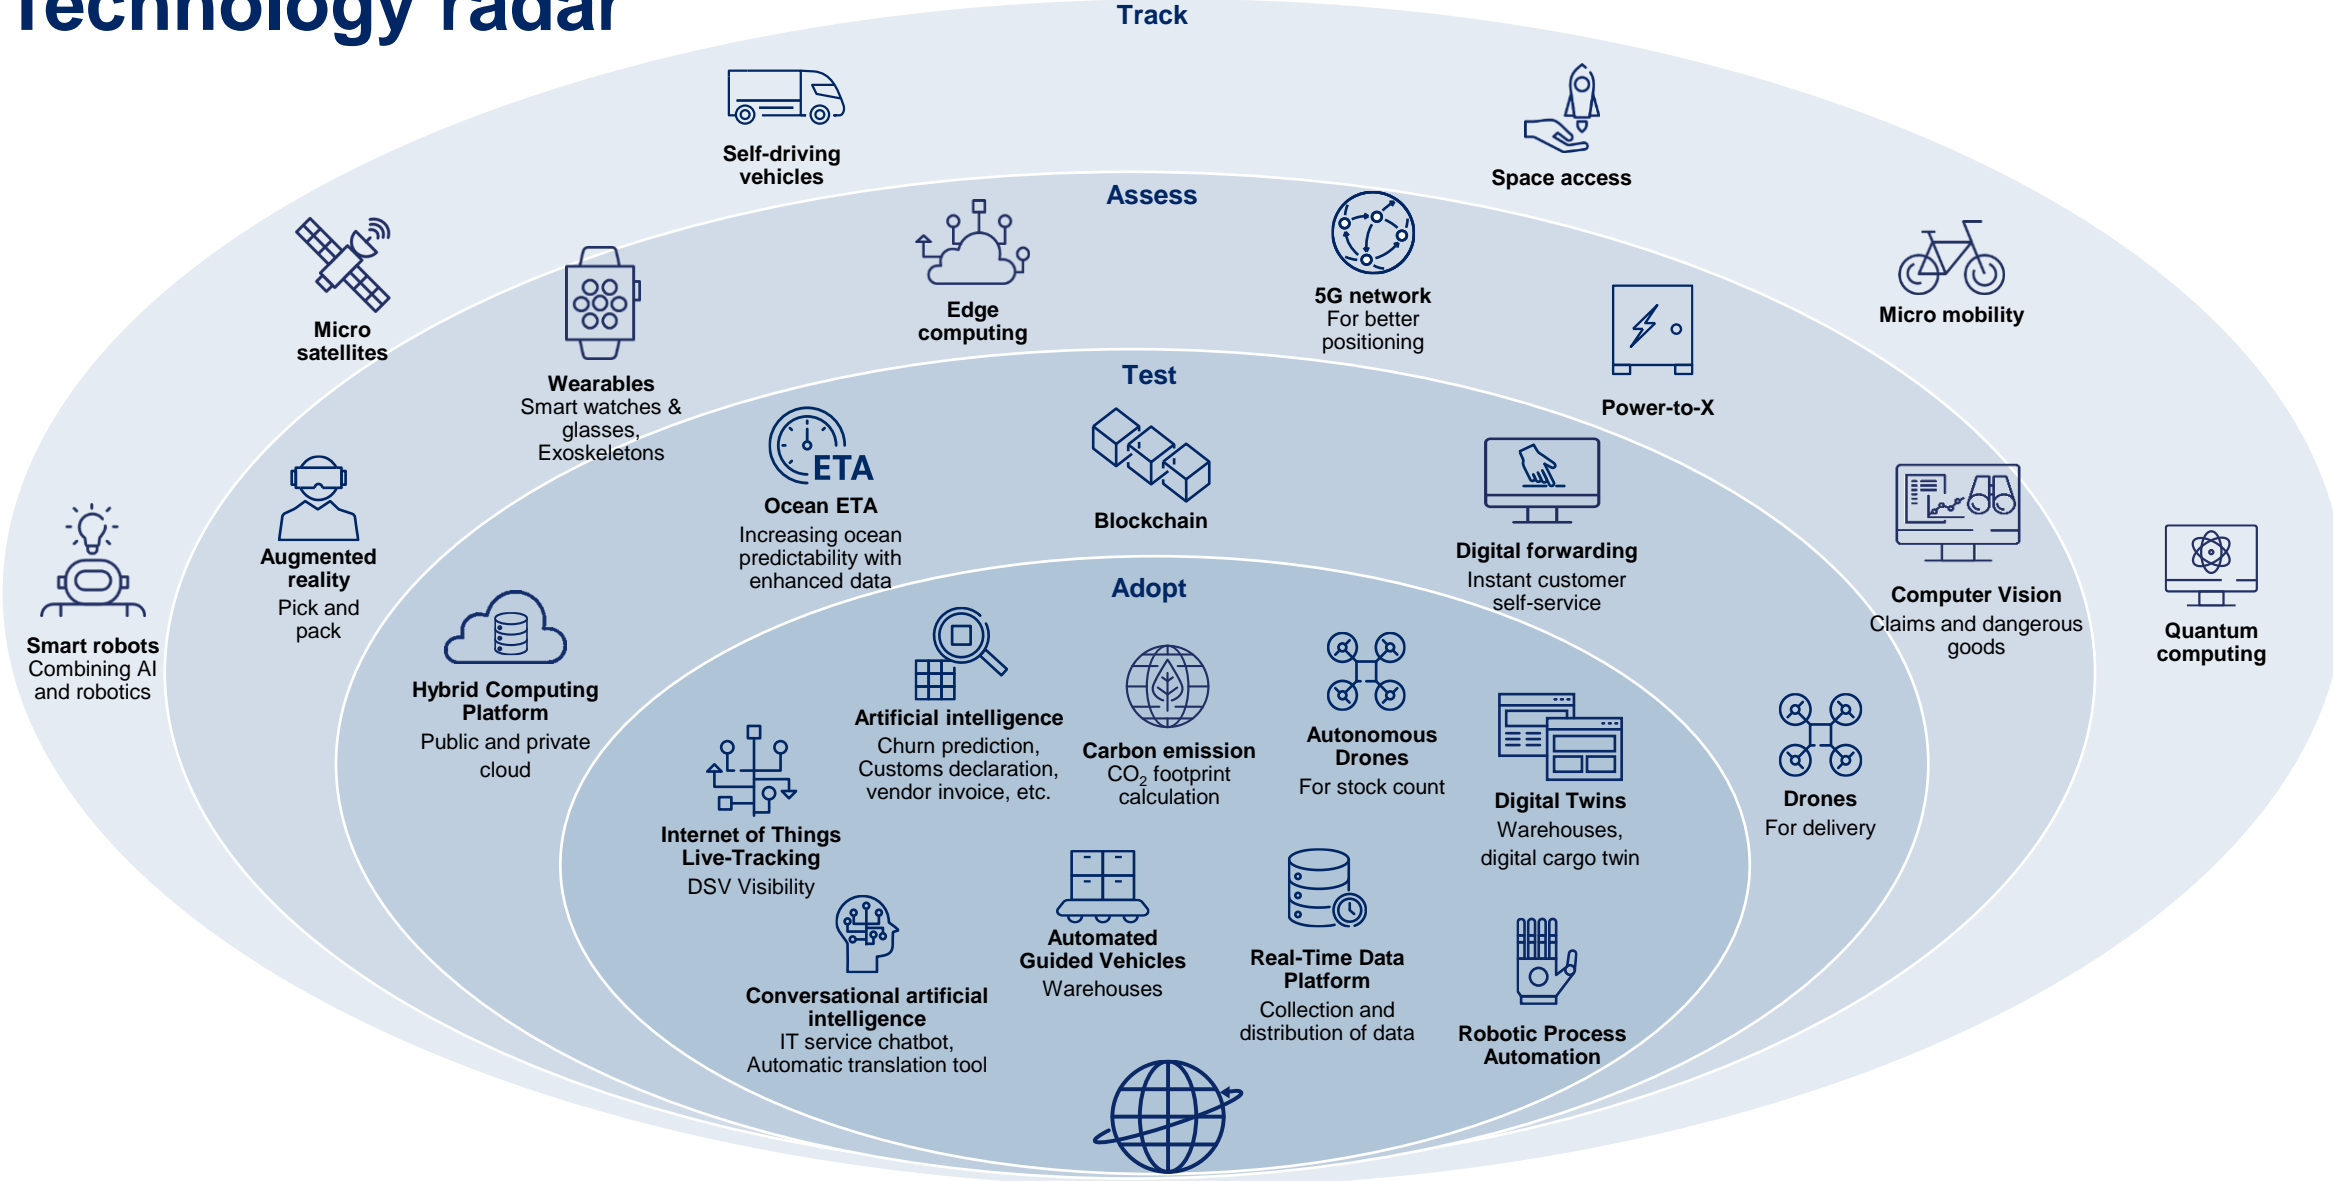 Technology radar
Track
Self-driving
vehicles
Space access
Micro
satellites
Micro mobility
Smart robots
Combining AI
and robotics
Quantum
computing
Assess
Edge
computing
5G network
For better
positioning
Wearables
Smart watches &
glasses,
Exoskeletons
Power-to-X
Augmented
reality
Pick and
pack
Computer Vision
Claims and dangerous
goods
Test
ETA
Ocean ETA
Increasing ocean
predictability with
enhanced data
Blockchain
Digital forwarding
Instant customer
self-service
Hybrid Computing
Platform
Public and private
cloud
Drones
For delivery
Adopt
Artificial intelligence
Churn prediction,
Customs declaration,
vendor invoice, etc.
Carbon emission
CO₂ footprint
calculation
Autonomous
Drones
For stock count
Digital Twins
Warehouses,
digital cargo twin
Internet of Things
Live-Tracking
DSV Visibility
Conversational artificial
intelligence
IT service chatbot,
Automatic translation tool
Automated
Guided Vehicles
Warehouses
Real-Time Data
Platform
Collection and
distribution of data
Robotic Process
Automation